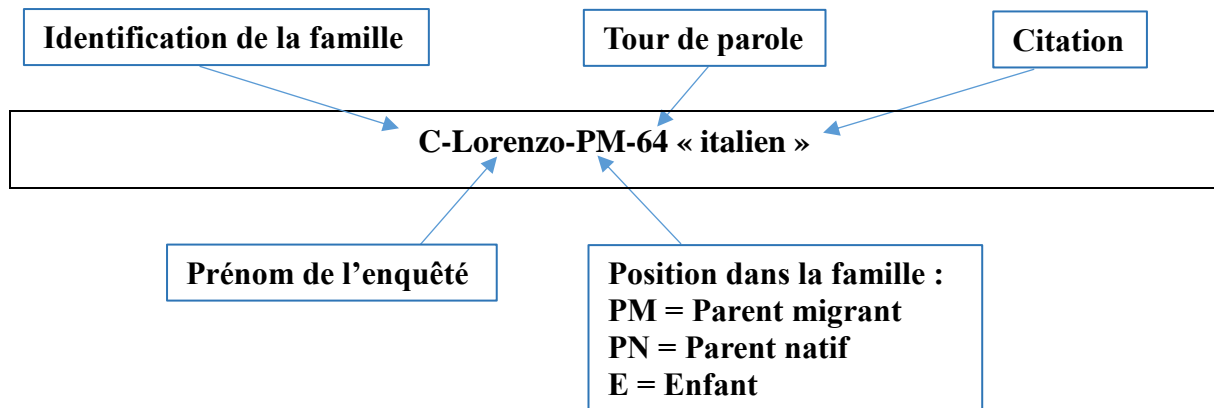 Identification de la famille
Tour de parole
Citation
C-Lorenzo-PM-64 « italien »
Prénom de l’enquêté
Position dans la famille :
PM = Parent migrant
PN = Parent natif
E = Enfant